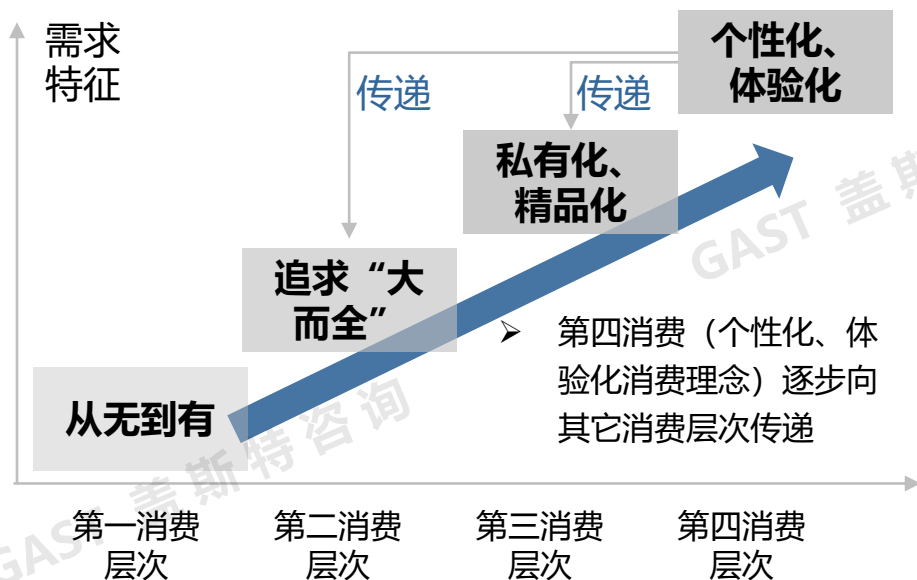 需求
特征
个性化、
体验化
传递
传递
私有化、
精品化
追求“大
而全”
从无到有
➢ 第四消费（个性化、体
验化消费理念）逐步向
其它消费层次传递
第一消费
层次
第二消费
层次
第三消费
层次
第四消费
层次
GAST 盖斯
GAST 盖斯特咨询